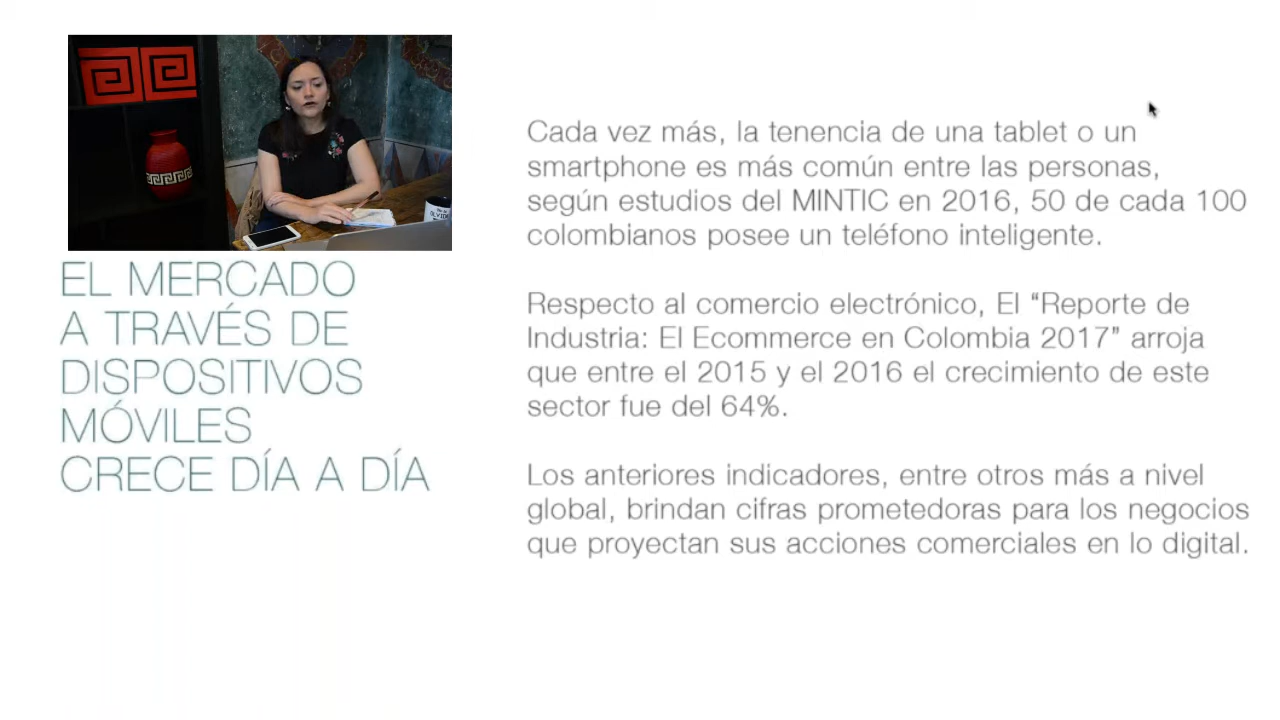 EL MERCADO
A TRAVÉS DE
DISPOSITIVOS
MÓVILES
CRECE DÍA A DÍA
Cada vez más, la tenencia de una tablet o un
smartphone es más común entre las personas,
según estudios del MINTIC en 2016, 50 de cada 100
colombianos posee un teléfono inteligente.
Respecto al comercio electrónico, El “Reporte de
Industria: El Ecommerce en Colombia 2017” arroja
que entre el 2015 y el 2016 el crecimiento de este
sector fue del 64%.
Los anteriores indicadores, entre otros más a nivel
global, brindan cifras prometedoras para los negocios
que proyectan sus acciones comerciales en lo digital.